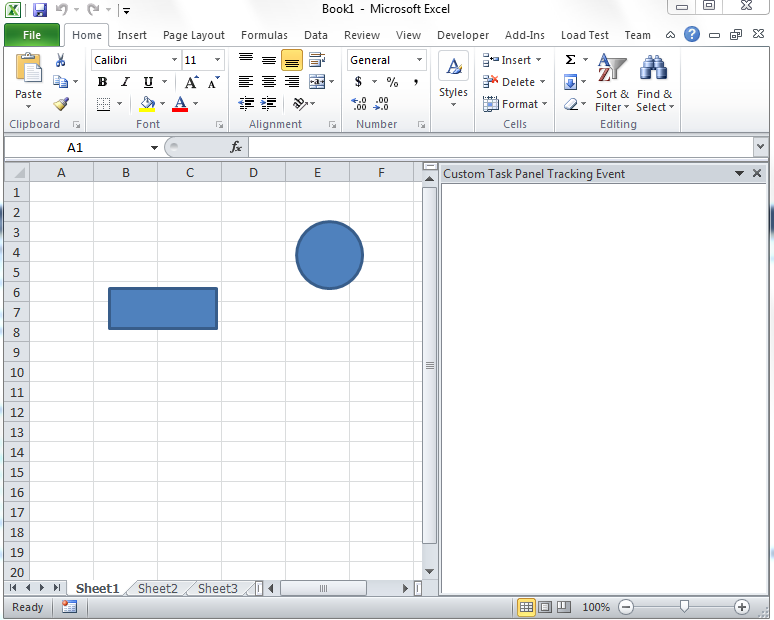 Book1 - Microsoft Excel
File Home Insert Page Layout Formulas Data Review View Developer Add-Ins Load Test Team
Calibri 11 General Insert Σ
Paste B I U A A $ % , Styles Delete Sort & Find &
A .00 .00 Format Filter Select
Clipboard Font Alignment Number Cells Editing
A1 fx
A B C D E F Custom Task Panel Tracking Event
1
2
3
4
5
6
7
8
9
10
11
12
13
14
15
16
17
18
19
20
Sheet1 Sheet2 Sheet3
Ready 100%